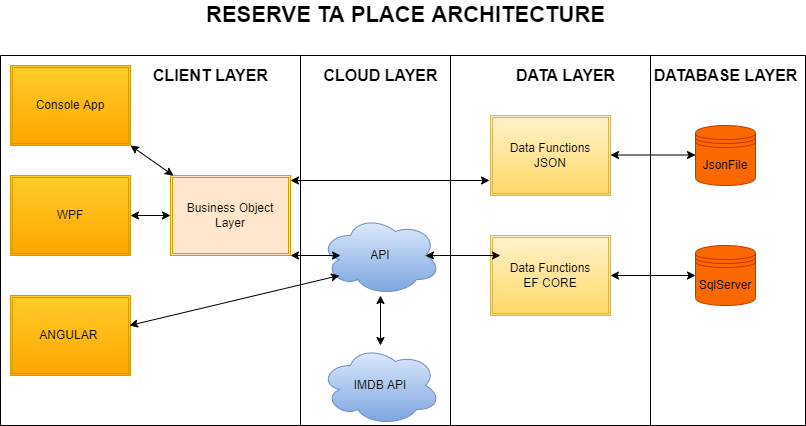 RESERVE TA PLACE ARCHITECTURE
CLIENT LAYER
CLOUD LAYER
DATA LAYER
DATABASE LAYER
Console App
Data Functions
JSON
JsonFile
WPF
Business Object
Layer
API
Data Functions
EF CORE
SqlServer
ANGULAR
IMDB API